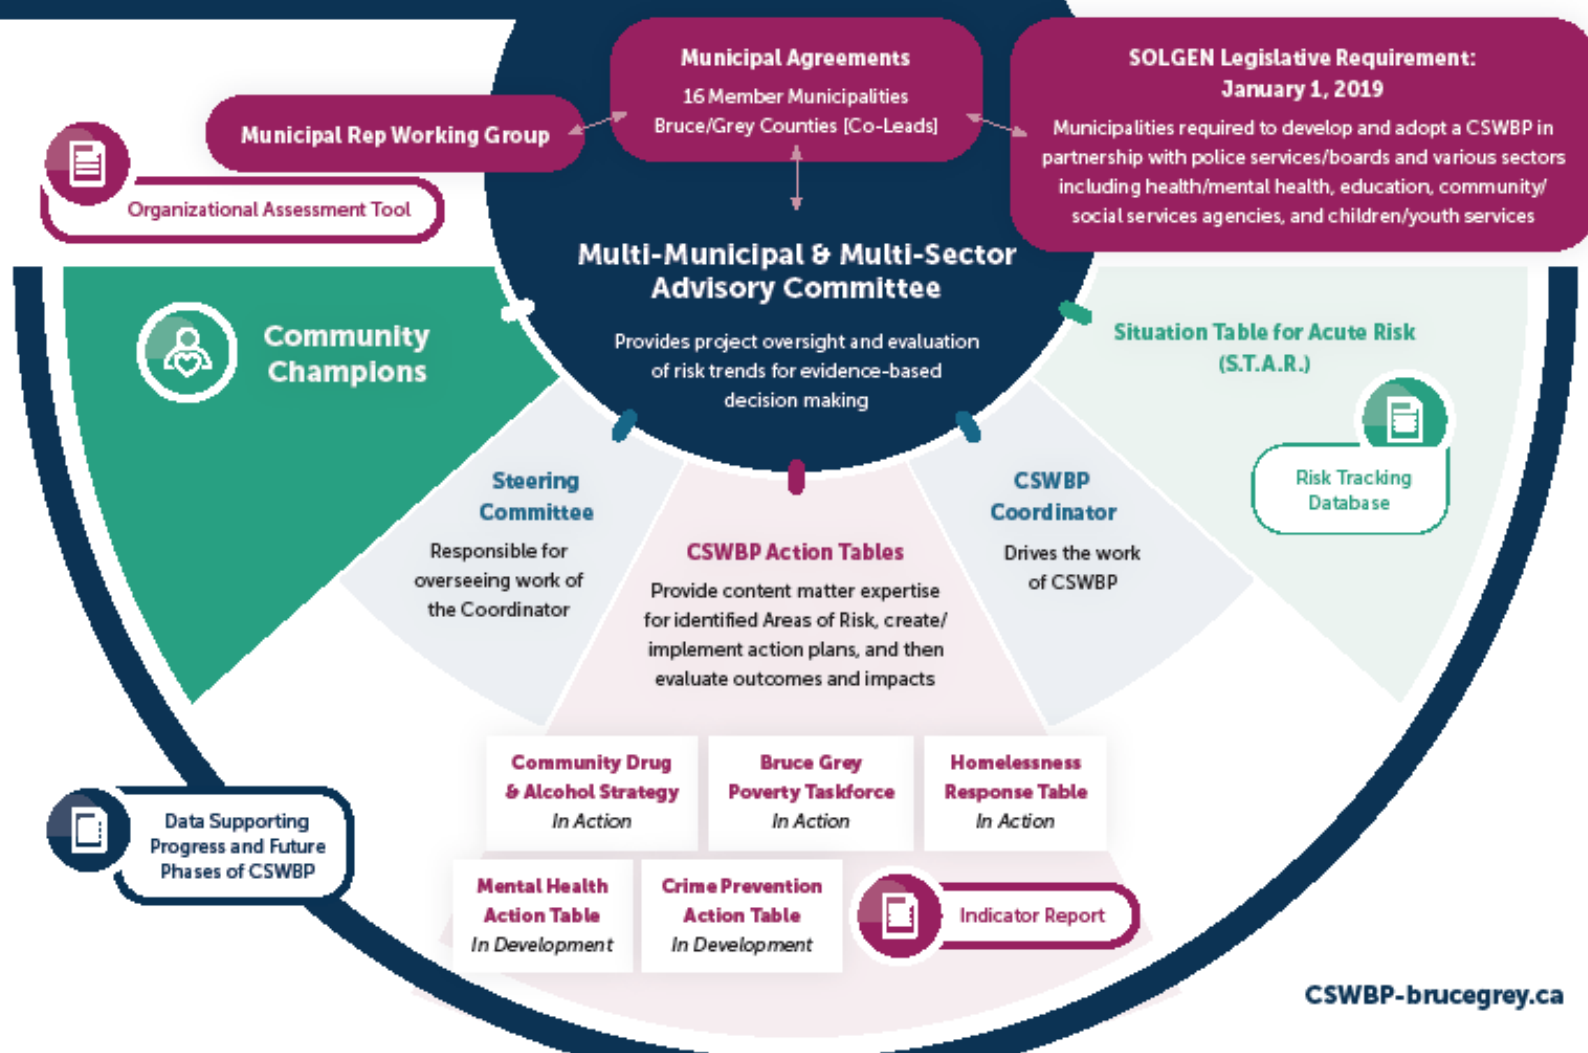 Municipal Agreements
16 Member Municipalities
Bruce/Grey Counties [Co-Leads]
SOLGEN Legislative Requirement:
January 1, 2019
Municipalities required to develop and adopt a CSWBP in
partnership with police services/boards and various sectors
including health/mental health, education, community/
social services agencies, and children/youth services
Municipal Rep Working Group
Organizational Assessment Tool
Multi-Municipal & Multi-Sector
Advisory Committee
Provides project oversight and evaluation
of risk trends for evidence-based
decision making
Community
Champions
Situation Table for Acute Risk
(S.T.A.R.)
Risk Tracking
Database
Steering
Committee
Responsible for
overseeing work of
the Coordinator
CSWBP Action Tables
Provide content matter expertise
for identified Areas of Risk, create/
implement action plans, and then
evaluate outcomes and impacts
CSWBP
Coordinator
Drives the work
of CSWBP
Community Drug
& Alcohol Strategy
In Action
Bruce Grey
Poverty Taskforce
In Action
Homelessness
Response Table
In Action
Mental Health
Action Table
In Development
Crime Prevention
Action Table
In Development
Indicator Report
Data Supporting
Progress and Future
Phases of CSWBP
CSWBP-brucegrey.ca